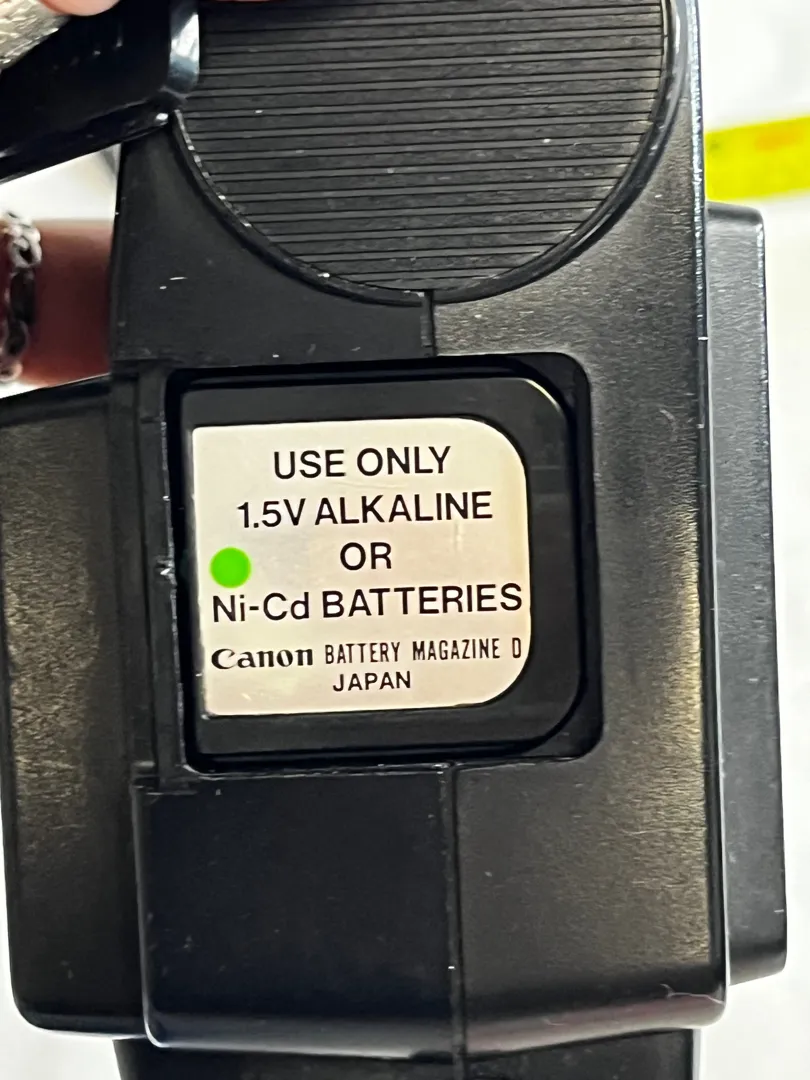 USE ONLY
1.5V ALKALINE
OR
Ni-Cd BATTERIES
Canon BATTERY MAGAZINE D
JAPAN